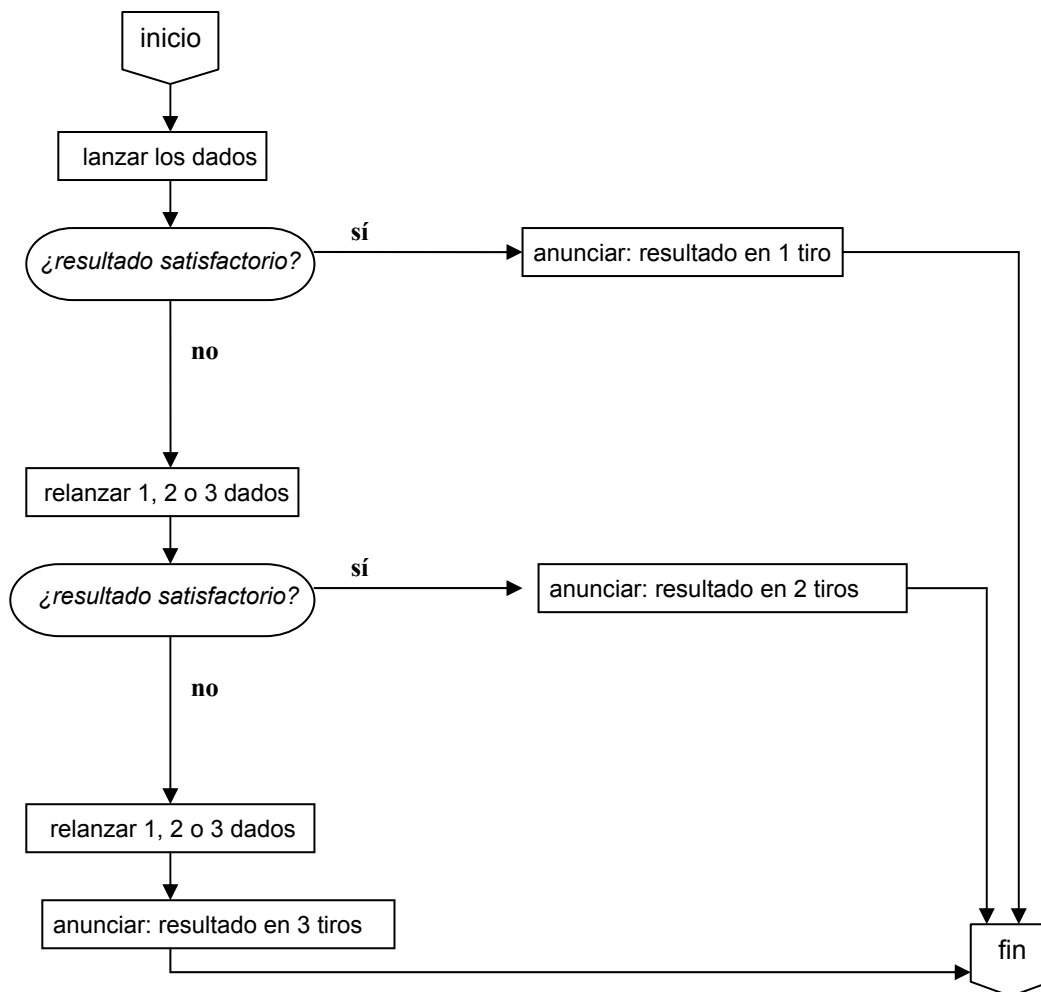 inicio
lanzar los dados
¿resultado satisfactorio?
sí
anunciar: resultado en 1 tiro
no
relanzar 1, 2 o 3 dados
¿resultado satisfactorio?
sí
anunciar: resultado en 2 tiros
no
relanzar 1, 2 o 3 dados
anunciar: resultado en 3 tiros
fin